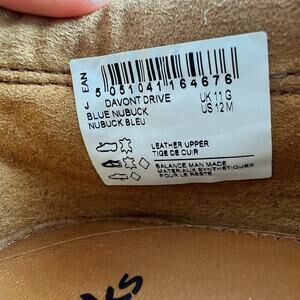 J EAN
5 051041 164676
DAVONT DRIVE
UK 11 G
BLUE NUBUCK
US 12 M
NUBUCK BLEU
LEATHER UPPER
TIGE DE CUIR
BALANCE MAN MADE
MATERIAUX SYNTHETIQUES
POUR LE RESTE